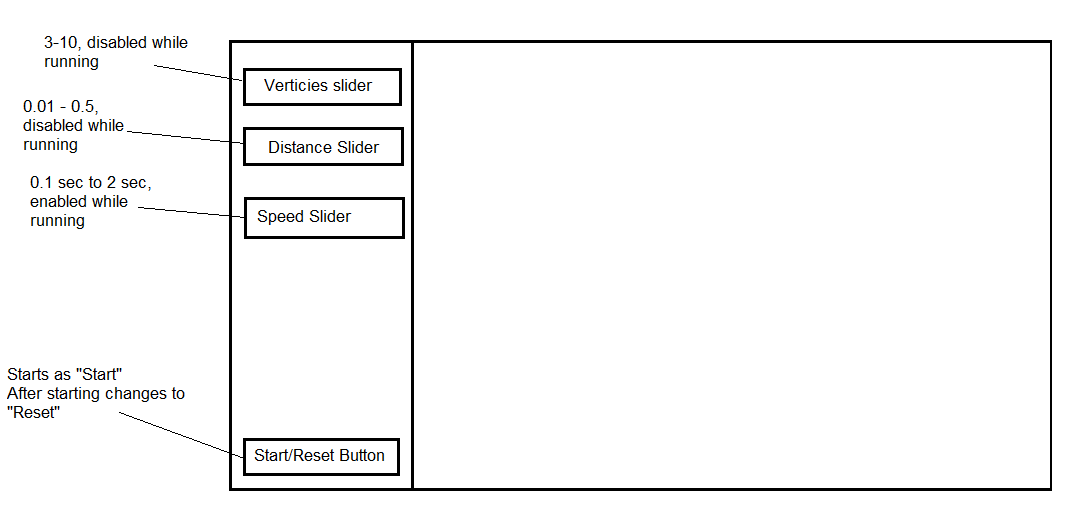 3-10, disabled while
running
Verticies slider
0.01 - 0.5,
disabled while
running
Distance Slider
0.1 sec to 2 sec,
enabled while
running
Speed Slider
Starts as "Start"
After starting changes to
"Reset"
Start/Reset Button